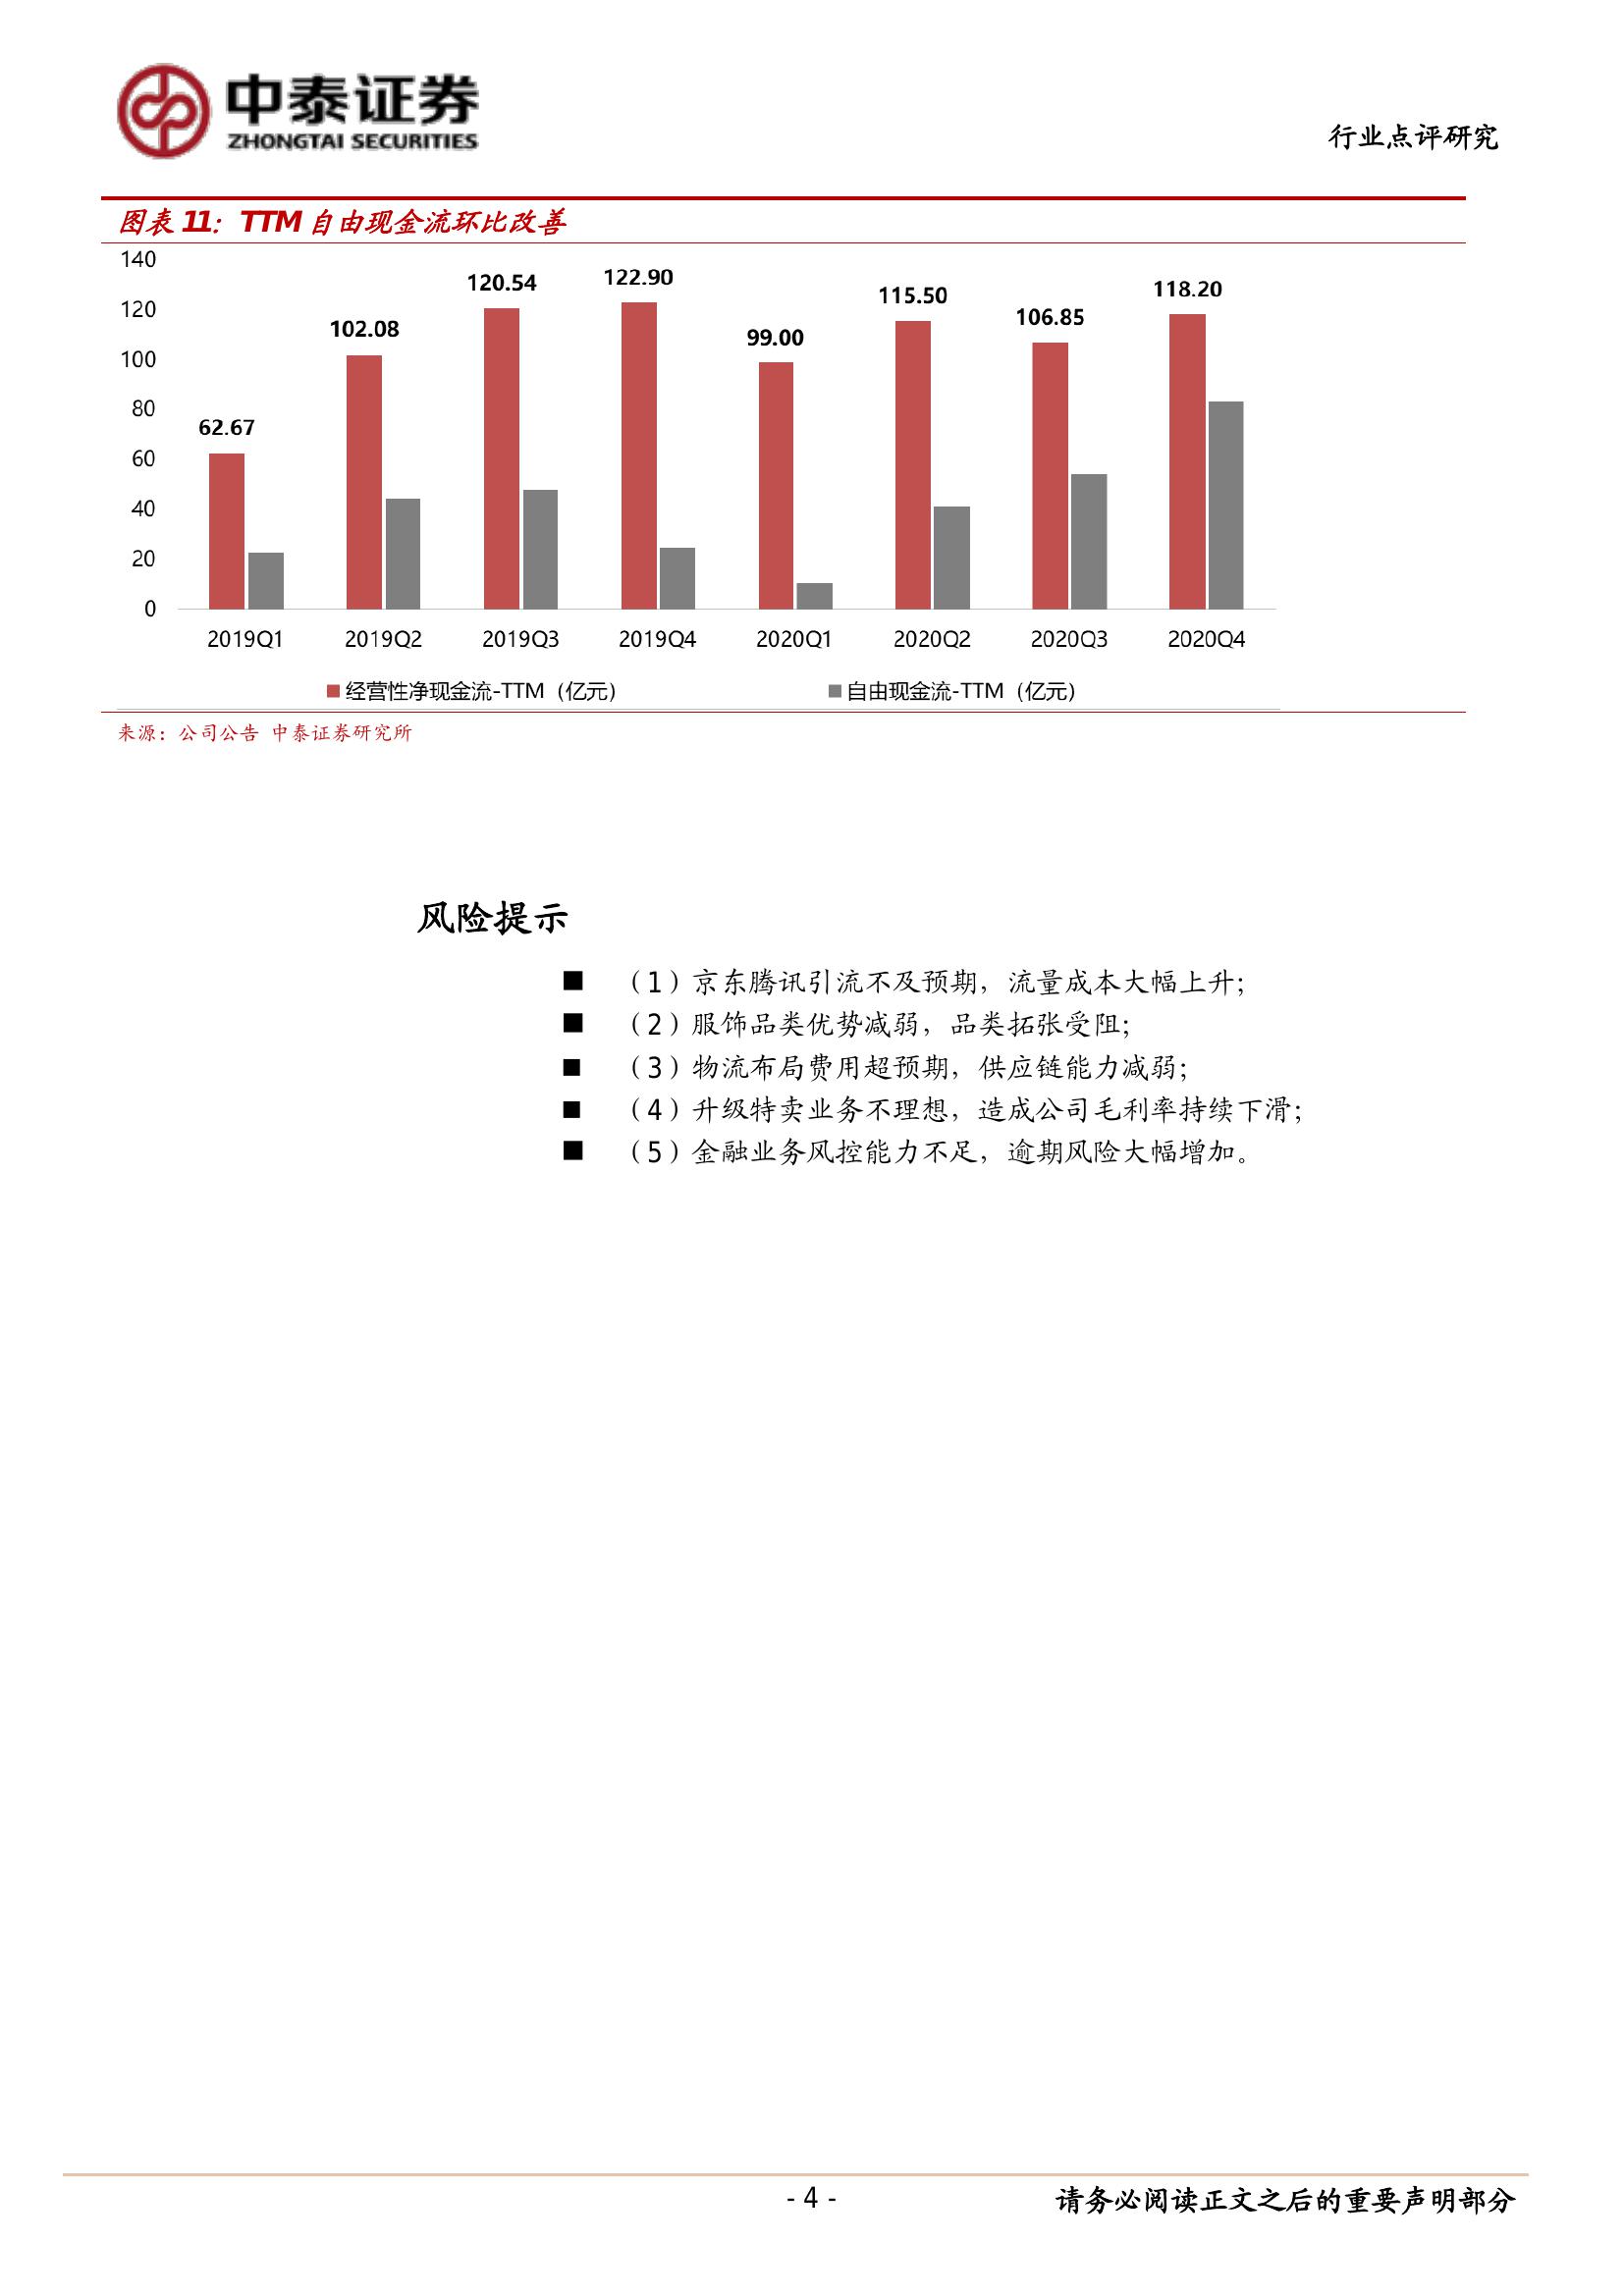 中泰证券
ZHONGTAI SECURITIES
行业点评研究
图表 11：TTM 自由现金流环比改善
140
120
100
80
60
40
20
0
62.67
102.08
120.54
122.90
99.00
115.50
106.85
118.20
2019Q1 2019Q2 2019Q3 2019Q4 2020Q1 2020Q2 2020Q3 2020Q4
经营性净现金流-TTM（亿元） 自由现金流-TTM（亿元）
来源：公司公告 中泰证券研究所
风险提示
■ （1）京东腾讯引流不及预期，流量成本大幅上升；
■ （2）服饰品类优势减弱，品类拓张受阻；
■ （3）物流布局费用超预期，供应链能力减弱；
■ （4）升级特卖业务不理想，造成公司毛利率持续下滑；
■ （5）金融业务风控能力不足，逾期风险大幅增加。
- 4 -
请务必阅读正文之后的重要声明部分